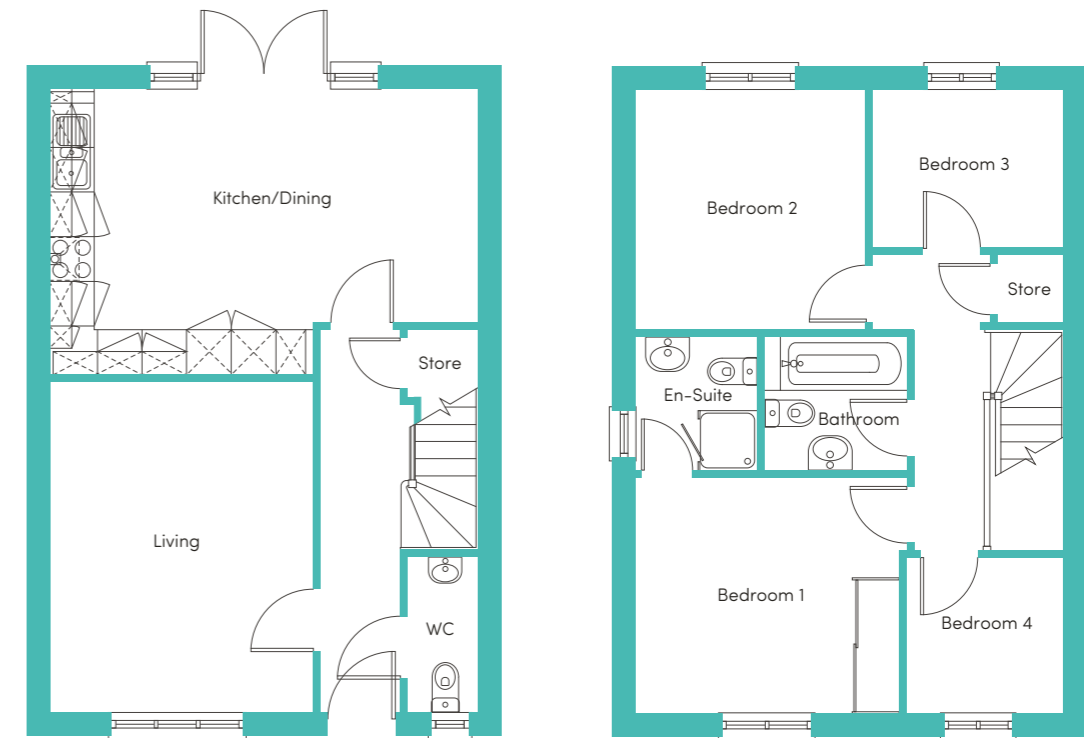 Kitchen/Dining
Store
Living
WC
Bedroom 2
Bedroom 3
Store
En-Suite
Bathroom
Bedroom 1
Bedroom 4